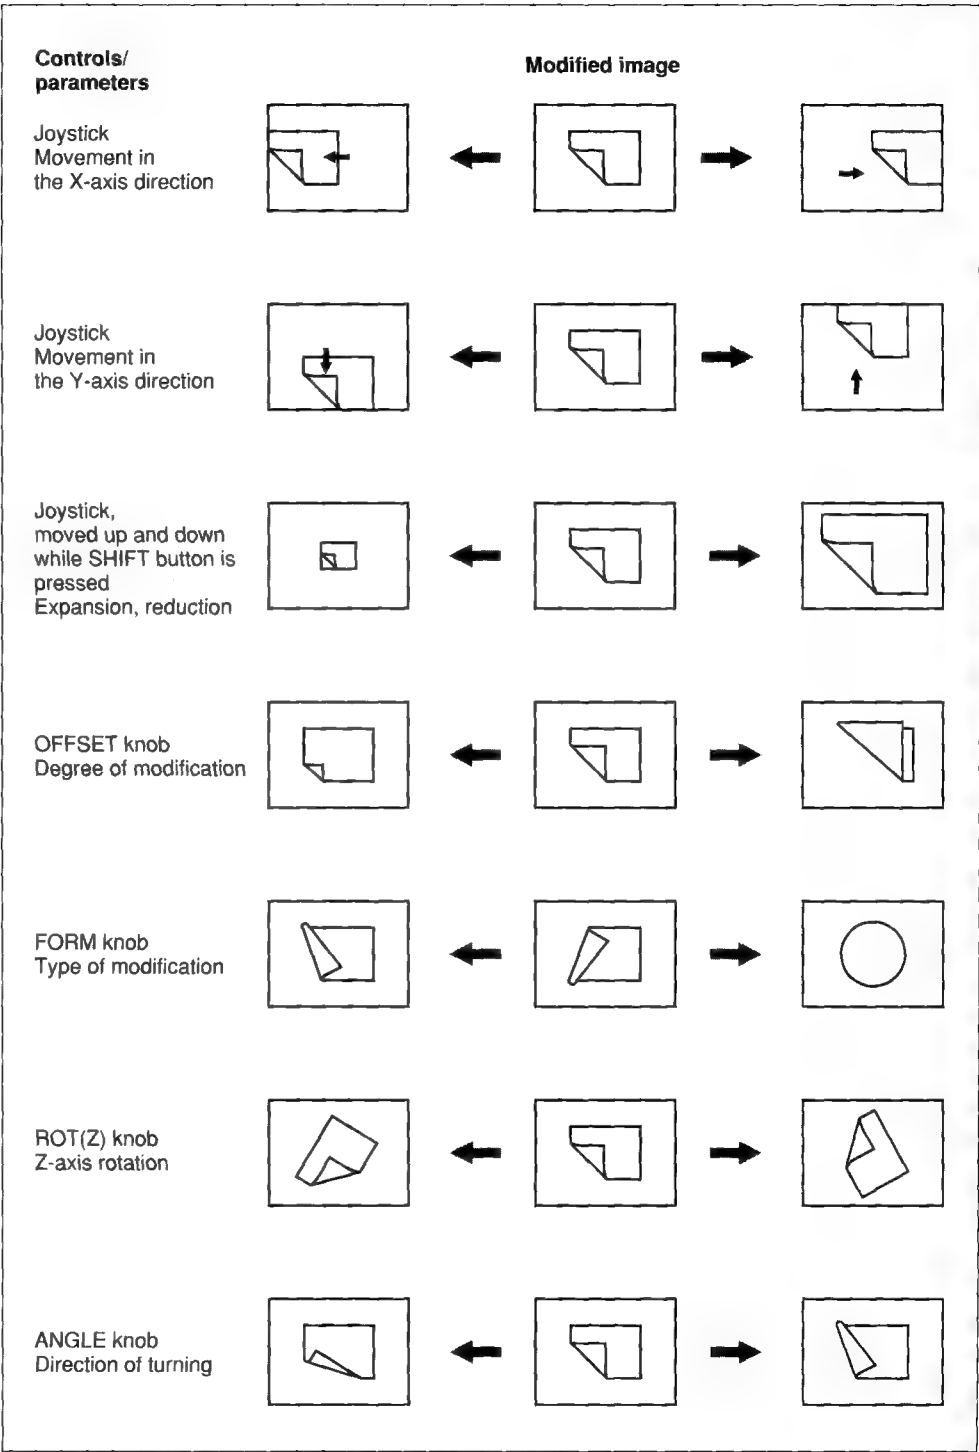 Controls/
parameters
Modified image
Joystick
Movement in
the X-axis direction
Joystick
Movement in
the Y-axis direction
Joystick,
moved up and down
while SHIFT button is
pressed
Expansion, reduction
OFFSET knob
Degree of modification
FORM knob
Type of modification
ROT(Z) knob
Z-axis rotation
ANGLE knob
Direction of turning